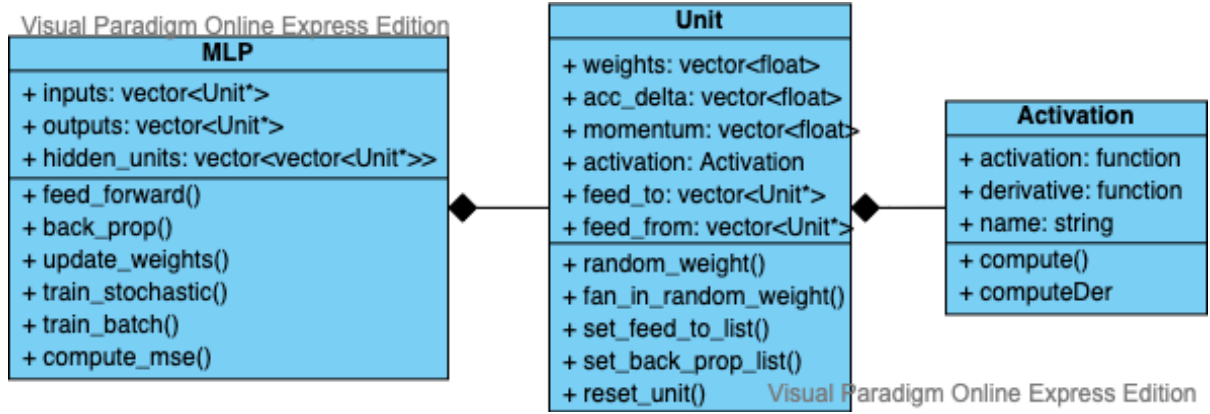 Visual Paradigm Online Express Edition
MLP
+ inputs: vector<Unit*>
+ outputs: vector<Unit*>
+ hidden_units: vector<vector<Unit*>>
+ feed_forward()
+ back_prop()
+ update_weights()
+ train_stochastic()
+ train_batch()
+ compute_mse()
Unit
+ weights: vector<float>
+ acc_delta: vector<float>
+ momentum: vector<float>
+ activation: Activation
+ feed_to: vector<Unit*>
+ feed_from: vector<Unit*>
+ random_weight()
+ fan_in_random_weight()
+ set_feed_to_list()
+ set_back_prop_list()
+ reset_unit()
Activation
+ activation: function
+ derivative: function
+ name: string
+ compute()
+ computeDer
Visual Paradigm Online Express Edition